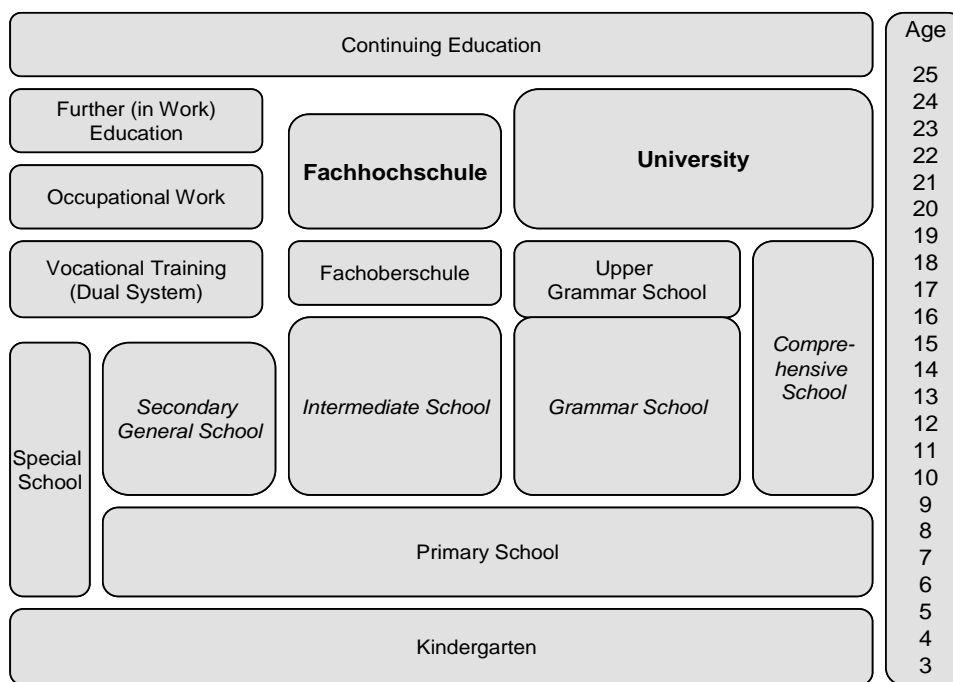 Continuing Education
Age
25
24
23
22
21
20
19
18
17
16
15
14
13
12
11
10
9
8
7
6
5
4
3
Further (in Work)
Education
Fachhochschule
University
Occupational Work
Vocational Training
(Dual System)
Fachoberschule
Upper
Grammar School
Compre-
hensive
School
Special
School
Secondary
General School
Intermediate School
Grammar School
Primary School
Kindergarten